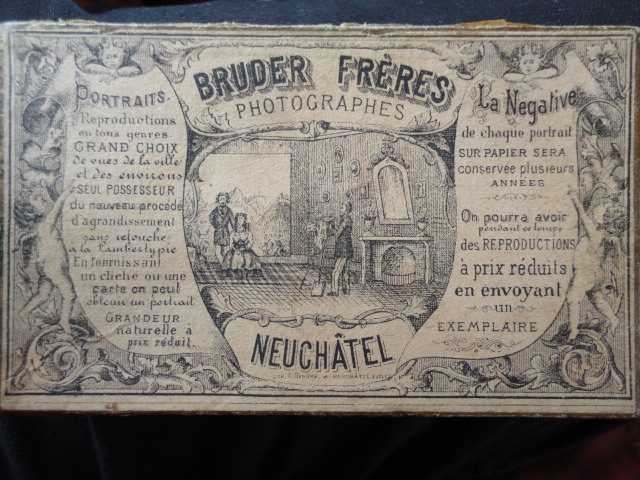 BRUDER FRÈRES
PHOTOGRAPHES
PORTRAITS.
Reproductions
en tous genres.
GRAND CHOIX
de vues de la ville
et des environs
SEUL POSSESSEUR
du nouveau procédé
d'agrandissement
sans retouche
a la Lambertypie
En fournissant
un cliché ou une
carte on peut
obtenir un portrait
GRANDEUR
naturelle à
prix réduit.
La Negative
de chaque portrait
SUR PAPIER SERA
conservée plusieurs
ANNÉES
On pourra avoir
pendant ce temps
des REPRODUCTIONS
à prix réduits
en envoyant
un
EXEMPLAIRE
NEUCHÂTEL